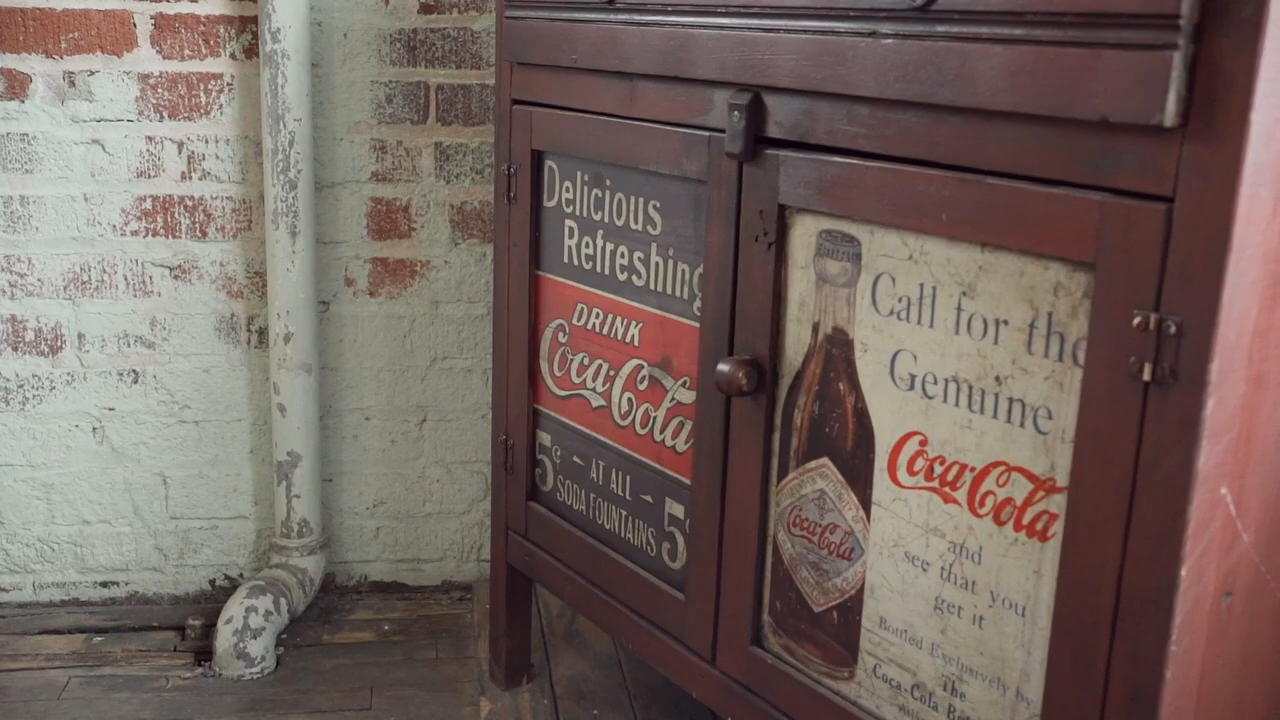 Delicious
Refreshing
DRINK
Coca-Cola
5¢ - AT ALL - 5¢
SODA FOUNTAINS
Call for the
Genuine
Coca-Cola
and
see that you
get it
Bottled Exclusively by
The
Coca-Cola
Coca-Cola